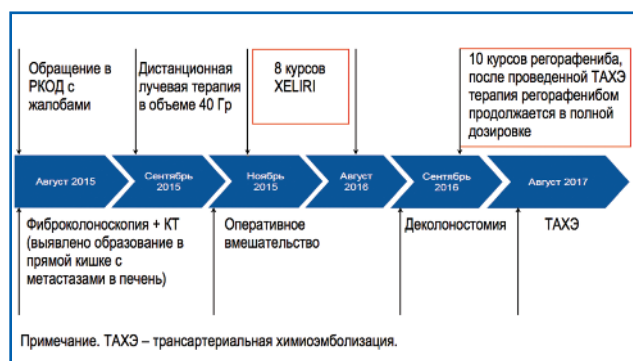 Обращение в
РКОД с
жалобами
Дистанционная
лучевая терапия
в объеме 40 Гр
8 курсов
XELIRI
10 курсов регорафениба,
после проведенной ТАХЭ
терапия регорафенибом
продолжается в полной
дозировке
Август 2015
Сентябрь
2015
Ноябрь
2015
Август
2016
Сентябрь
2016
Август 2017
Фиброколоноскопия + КТ
(выявлено образование в
прямой кишке с
метастазами в печень)
Оперативное
вмешательство
Деколоностомия
ТАХЭ
Примечание. ТАХЭ – трансартериальная химиоэмболизация.